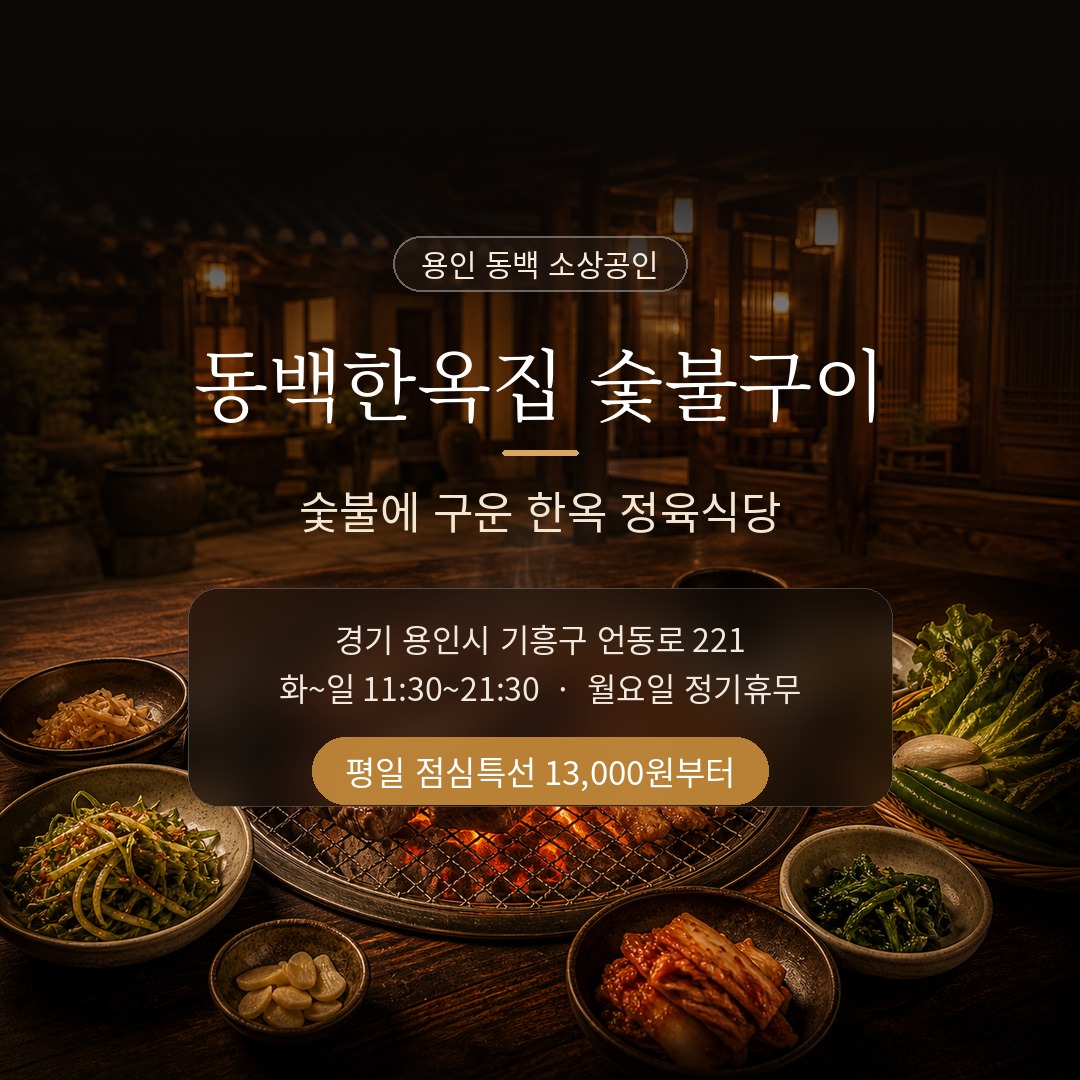 용인 동백 소상공인
동백한옥집 숯불구이
숯불에 구운 한옥 정육식당
경기 용인시 기흥구 언동로 221
화~일 11:30~21:30 · 월요일 정기휴무
평일 점심특선 13,000원부터